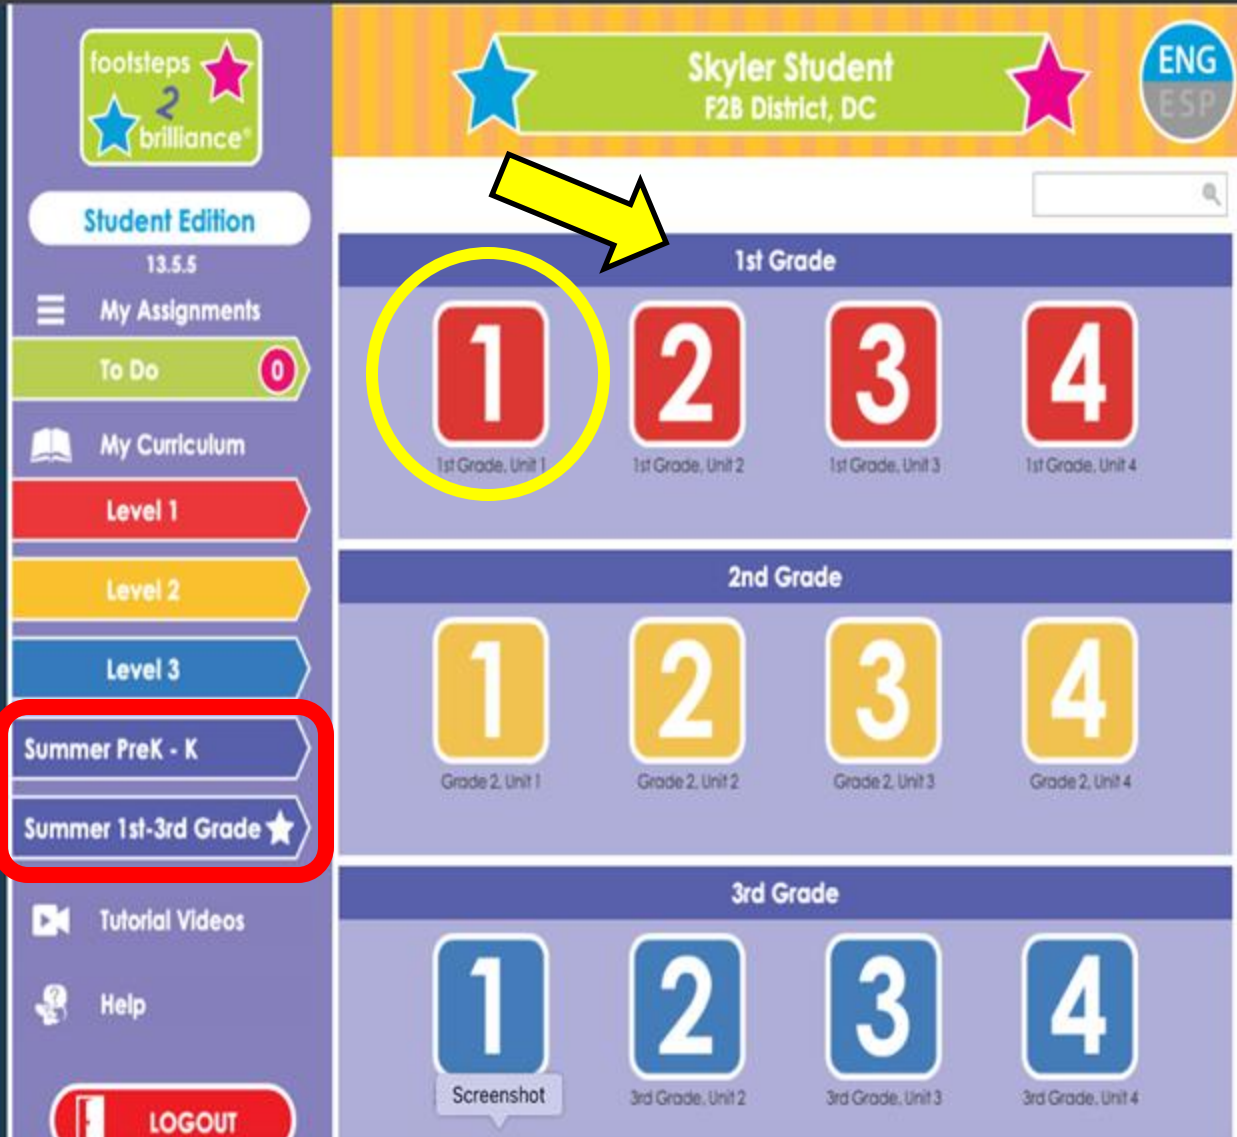 footsteps
2
brilliance®
Student Edition
13.5.5
My Assignments
To Do 0
My Curriculum
Level 1
Level 2
Level 3
Summer PreK - K
Summer 1st-3rd Grade
Tutorial Videos
Help
LOGOUT
Skyler Student
F2B District, DC
ENG
ESP
1st Grade
1 2 3 4
1st Grade, Unit 1 1st Grade, Unit 2 1st Grade, Unit 3 1st Grade, Unit 4
2nd Grade
1 2 3 4
Grade 2, Unit 1 Grade 2, Unit 2 Grade 2, Unit 3 Grade 2, Unit 4
3rd Grade
1 2 3 4
Screenshot 3rd Grade, Unit 2 3rd Grade, Unit 3 3rd Grade, Unit 4